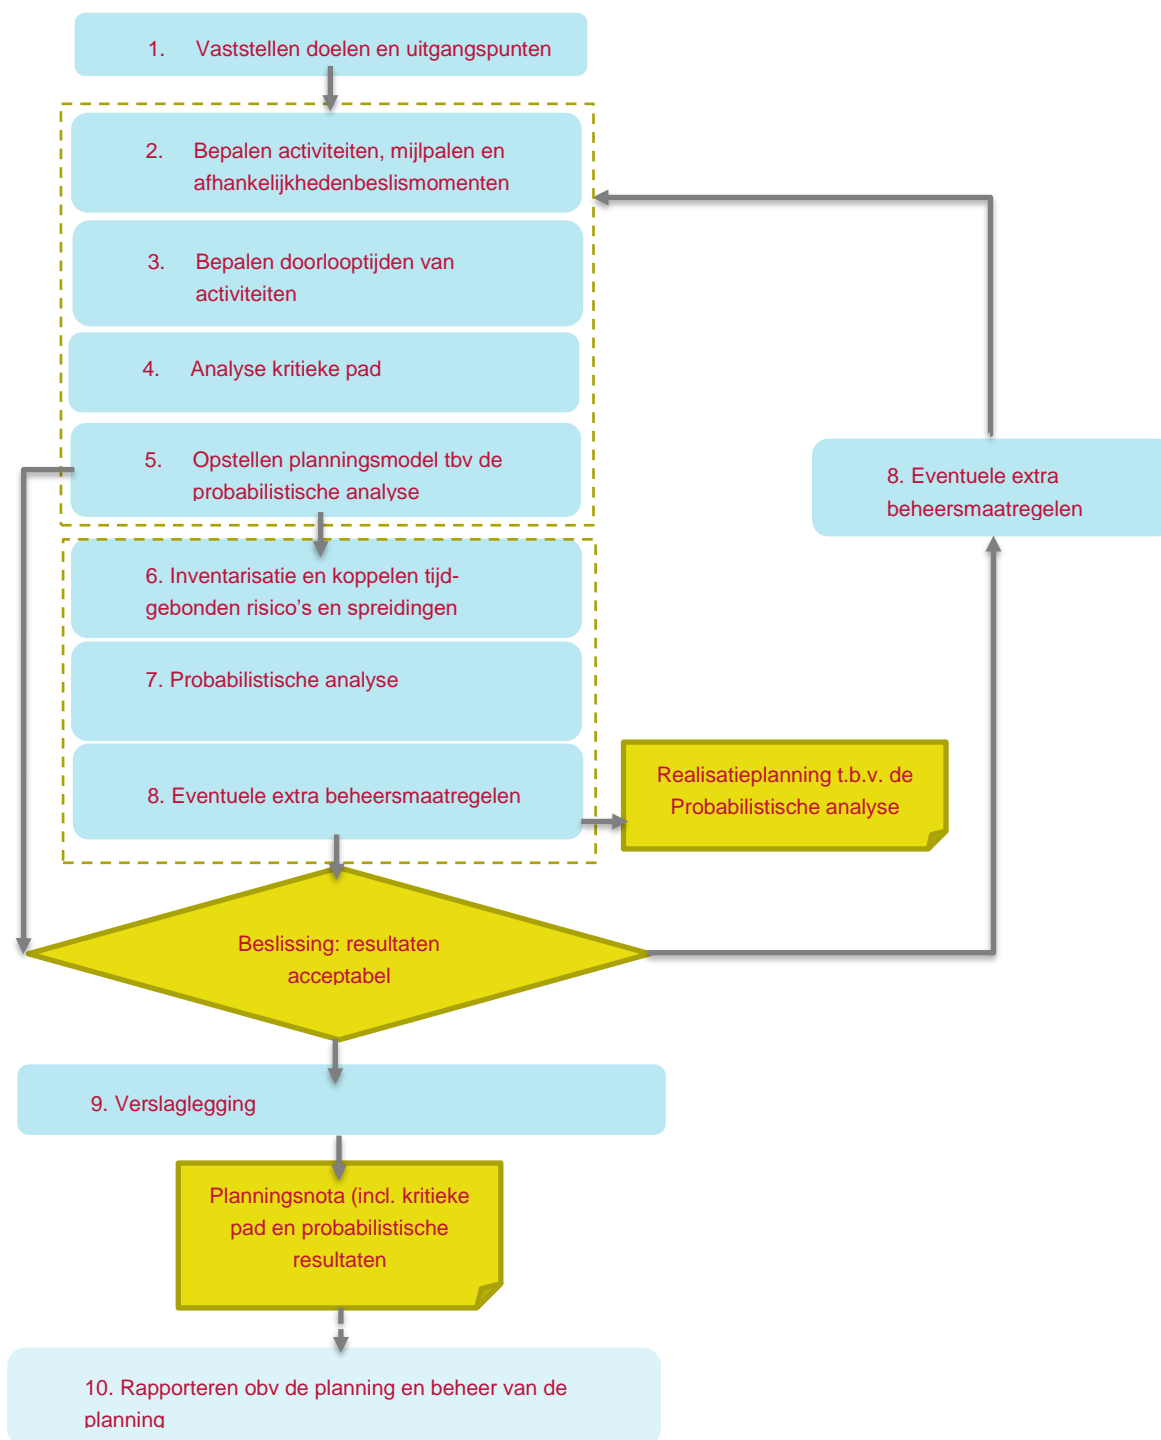 1. Vaststellen doelen en uitgangspunten
2. Bepalen activiteiten, mijlpalen en
afhankelijkhedenbeslismomenten
3. Bepalen doorlooptijden van
activiteiten
4. Analyse kritieke pad
5. Opstellen planningsmodel tbv de
probabilistische analyse
8. Eventuele extra
beheersmaatregelen
6. Inventarisatie en koppelen tijd-
gebonden risico’s en spreidingen
7. Probabilistische analyse
8. Eventuele extra beheersmaatregelen
Realisatieplanning t.b.v. de
Probabilistische analyse
Beslissing: resultaten
acceptabel
9. Verslaglegging
Planningsnota (incl. kritieke
pad en probabilistische
resultaten
10. Rapporteren obv de planning en beheer van de
planning